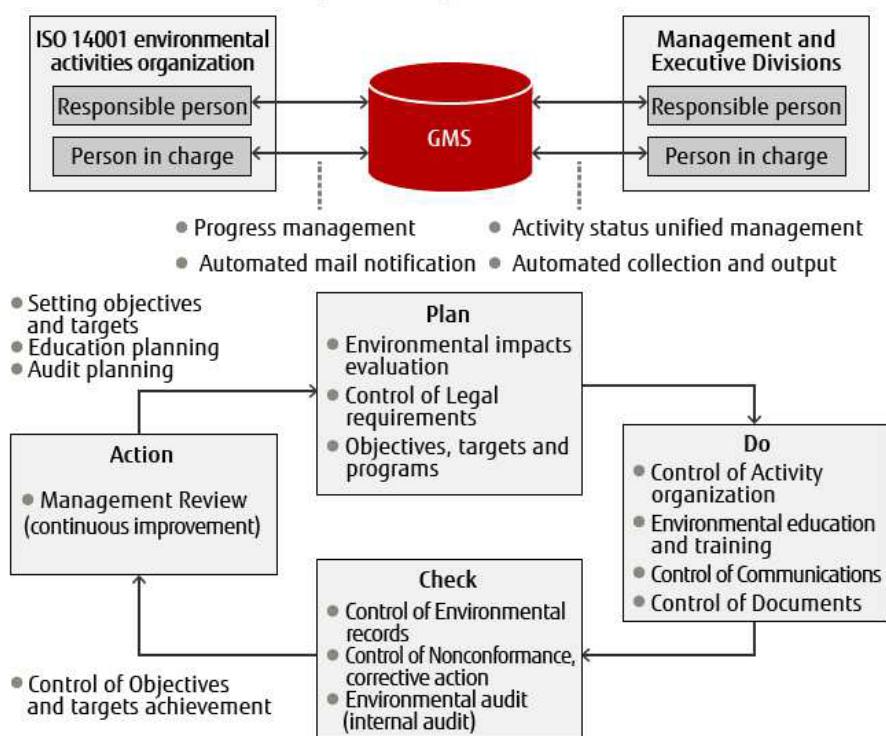 ISO 14001 environmental
activities organization
Responsible person
Person in charge
GMS
Management and
Executive Divisions
Responsible person
Person in charge
Progress management
Automated mail notification
Activity status unified management
Automated collection and output
Setting objectives
and targets
Education planning
Audit planning
Plan
Environmental impacts
evaluation
Control of Legal
requirements
Objectives, targets and
programs
Do
Control of Activity
organization
Environmental education
and training
Control of Communications
Control of Documents
Check
Control of Environmental
records
Control of Nonconformance,
corrective action
Environmental audit
(internal audit)
Action
Management Review
(continuous improvement)
Control of Objectives
and targets achievement